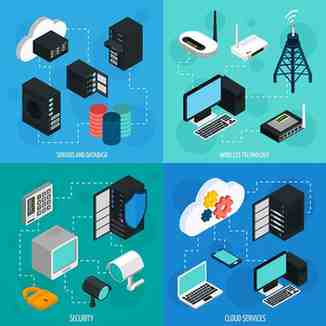 SERVERS AND DATABASE
WIRELESS TECHNOLOGY
SECURITY
CLOUD SERVICES